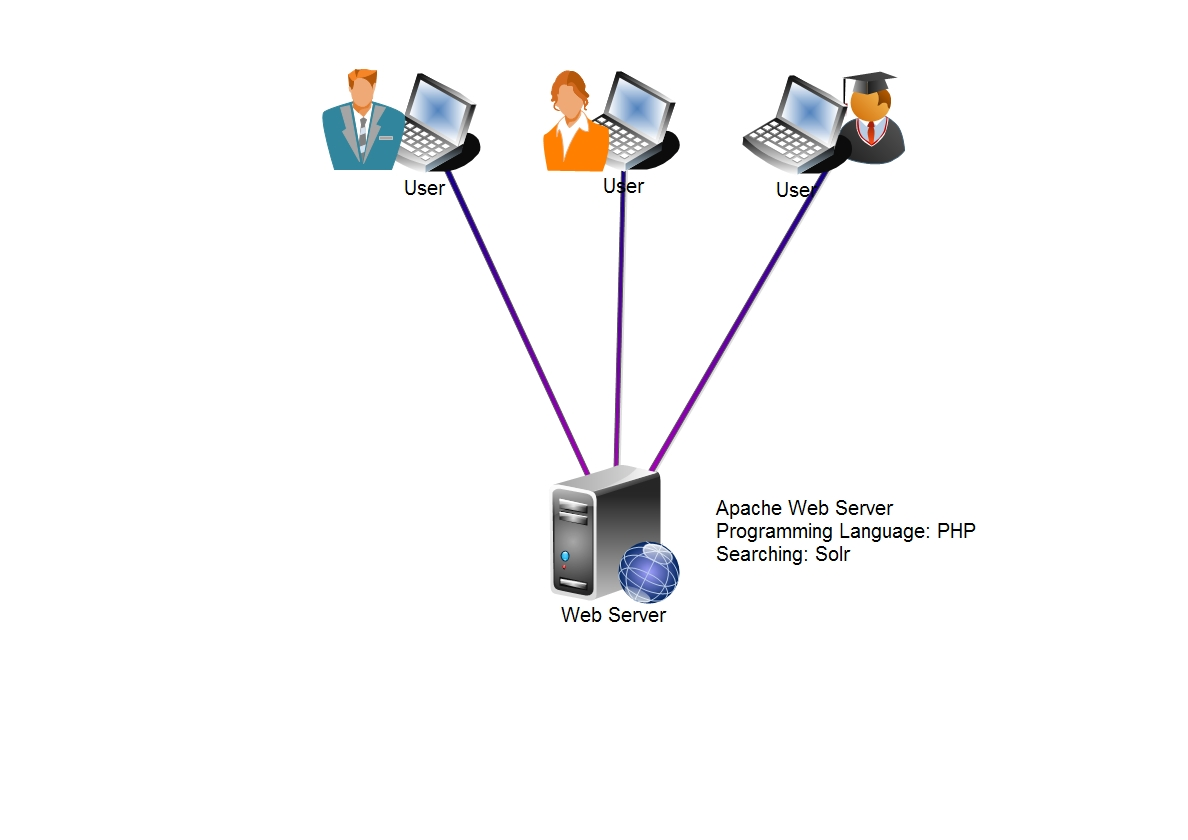 User
User
User
Apache Web Server
Programming Language: PHP
Searching: Solr
Web Server